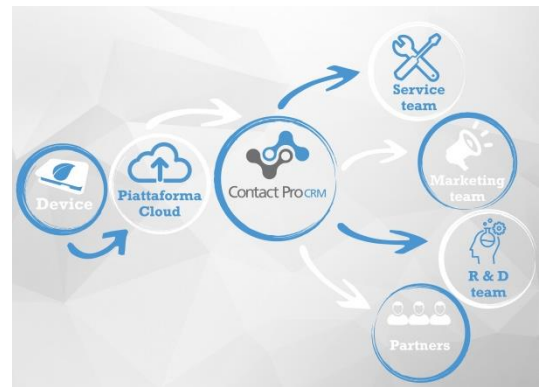 Device
Piattaforma
Cloud
Contact Pro CRM
Service
team
Marketing
team
R & D
team
Partners